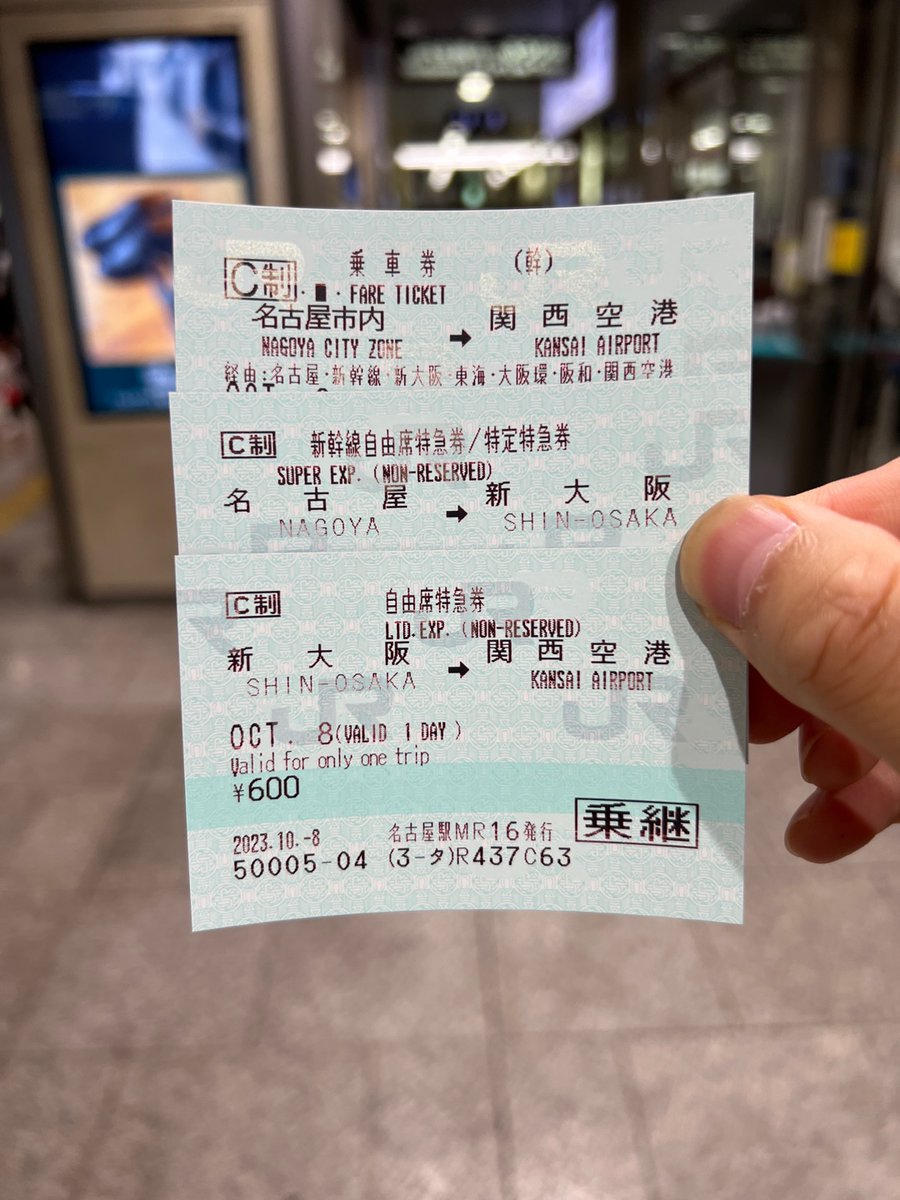 乗車券 (幹)
C制 ・■・FARE TICKET
名古屋市内 → 関西空港
NAGOYA CITY ZONE KANSAI AIRPORT
経由:名古屋・新幹線・新大阪・東海・大阪環・阪和・関西空港
C制 新幹線自由席特急券/特定特急券
SUPER EXP. (NON-RESERVED)
名古屋 → 新大阪
NAGOYA SHIN-OSAKA
C制 自由席特急券
LTD.EXP. (NON-RESERVED)
新大阪 → 関西空港
SHIN-OSAKA KANSAI AIRPORT
OCT. 8(VALID 1 DAY )
Valid for only one trip
¥600
2023.10.-8 名古屋駅MR16発行 乗継
50005-04 (3-タ)R437C63